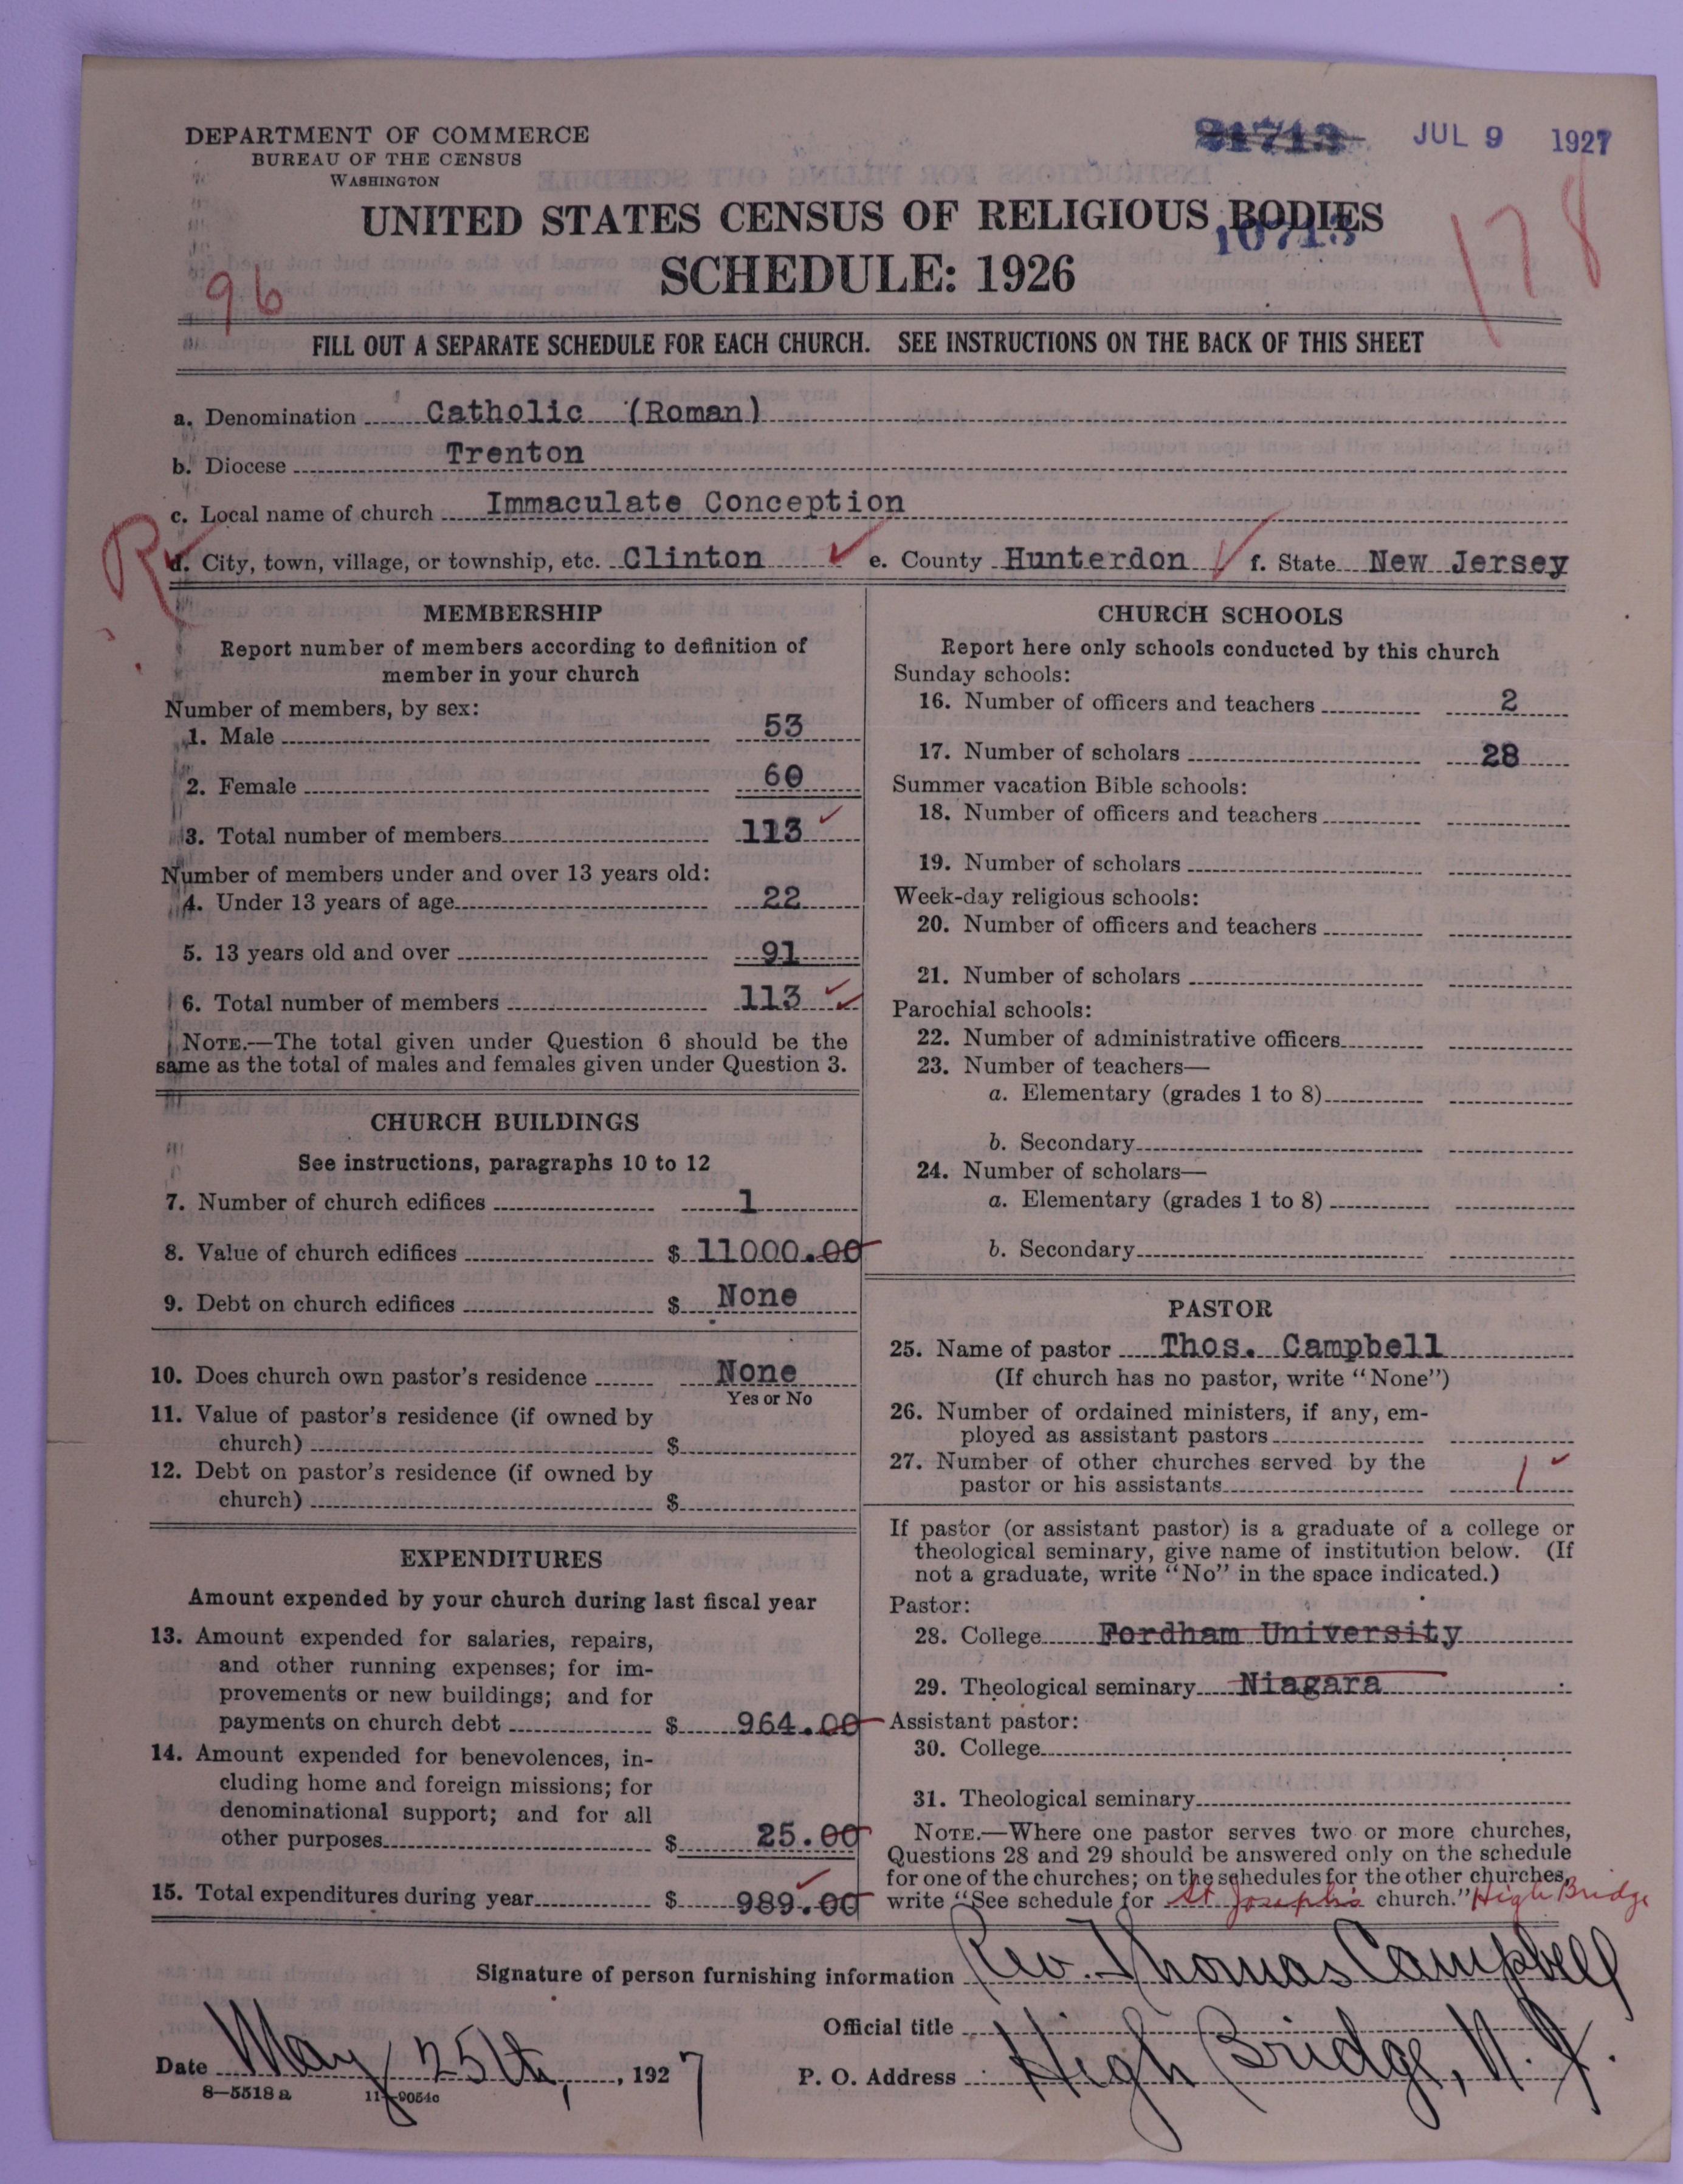 DEPARTMENT OF COMMERCE
BUREAU OF THE CENSUS
WASHINGTON
JUL 9 1927
UNITED STATES CENSUS OF RELIGIOUS BODIES
10713
178
SCHEDULE: 1926
96
FILL OUT A SEPARATE SCHEDULE FOR EACH CHURCH. SEE INSTRUCTIONS ON THE BACK OF THIS SHEET
a. Denomination Catholic (Roman)
b. Diocese Trenton
c. Local name of church Immaculate Conception
R
d. City, town, village, or township, etc. Clinton e. County Hunterdon f. State New Jersey
MEMBERSHIP
Report number of members according to definition of
member in your church
Number of members, by sex:
1. Male 53
2. Female 60
3. Total number of members 113
Number of members under and over 13 years old:
4. Under 13 years of age 22
5. 13 years old and over 91
6. Total number of members 113
NOTE.—The total given under Question 6 should be the
same as the total of males and females given under Question 3.
CHURCH BUILDINGS
See instructions, paragraphs 10 to 12
7. Number of church edifices 1
8. Value of church edifices $ 11000.00
9. Debt on church edifices $ None
10. Does church own pastor's residence None
Yes or No
11. Value of pastor's residence (if owned by
church) $
12. Debt on pastor's residence (if owned by
church) $
EXPENDITURES
Amount expended by your church during last fiscal year
13. Amount expended for salaries, repairs,
and other running expenses; for im-
provements or new buildings; and for
payments on church debt $ 964.00
14. Amount expended for benevolences, in-
cluding home and foreign missions; for
denominational support; and for all
other purposes $ 25.00
15. Total expenditures during year $ 989.00
CHURCH SCHOOLS
Report here only schools conducted by this church
Sunday schools:
16. Number of officers and teachers 2
17. Number of scholars 28
Summer vacation Bible schools:
18. Number of officers and teachers
19. Number of scholars
Week-day religious schools:
20. Number of officers and teachers
21. Number of scholars
Parochial schools:
22. Number of administrative officers
23. Number of teachers—
a. Elementary (grades 1 to 8)
b. Secondary
24. Number of scholars—
a. Elementary (grades 1 to 8)
b. Secondary
PASTOR
25. Name of pastor Thos. Campbell
(If church has no pastor, write "None")
26. Number of ordained ministers, if any, em-
ployed as assistant pastors
27. Number of other churches served by the
pastor or his assistants 1
If pastor (or assistant pastor) is a graduate of a college or
theological seminary, give name of institution below. (If
not a graduate, write "No" in the space indicated.)
Pastor:
28. College Fordham University
29. Theological seminary Niagara
Assistant pastor:
30. College
31. Theological seminary
NOTE.—Where one pastor serves two or more churches,
Questions 28 and 29 should be answered only on the schedule
for one of the churches; on the schedules for the other churches,
write "See schedule for St Joseph's church." High Bridge
Signature of person furnishing information Rev. Thomas Campbell
Official title
Date May 25th, 1927 P. O. Address High Bridge, N. J.
8—5518a 11—9054c